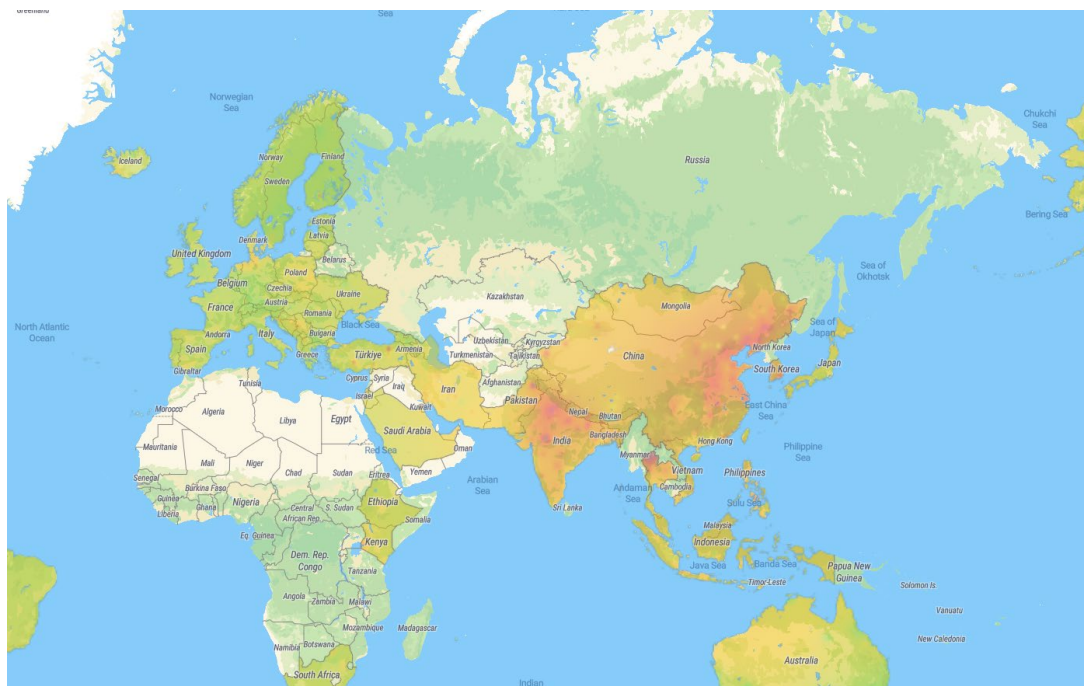 Sea
Norwegian
Sea
Chukchi
Sea
Iceland
Norway
Finland
Russia
Sweden
Bering Sea
Estonia
Latvia
Denmark
United Kingdom
Belarus
Sea of
Okhotsk
Poland
Belgium
Czechia
Ukraine
Kazakhstan
France
Austria
Romania
Mongolia
North Atlantic
Ocean
Black Sea
Sea of
Japan
Andorra
Italy
Bulgaria
Uzbekistan
Kyrgyzstan
North Korea
Spain
Greece
Türkiye
Armenia
Turkmenistan
Tajikistan
China
South Korea
Japan
Gibraltar
Tunisia
Cyprus
Syria
Iraq
Afghanistan
Iran
Israel
Kuwait
Pakistan
East China
Sea
Morocco
Algeria
Libya
Egypt
Nepal
Bhutan
Saudi Arabia
India
Bangladesh
Hong Kong
Mauritania
Red Sea
Oman
Philippine
Sea
Mali
Niger
Chad
Sudan
Yemen
Myanmar
Vietnam
Philippines
Senegal
Eritrea
Arabian
Sea
Andaman
Sea
Cambodia
Burkina Faso
Guinea
Ghana
Nigeria
Central
African Rep.
S. Sudan
Ethiopia
Sulu Sea
Liberia
Somalia
Sri Lanka
Malaysia
Eq. Guinea
Kenya
Indonesia
Dem. Rep.
Congo
Java Sea
Banda Sea
Papua New
Guinea
Tanzania
Timor-Leste
Solomon Is.
Angola
Zambia
Malawi
Vanuatu
Mozambique
Madagascar
New Caledonia
Namibia
Botswana
Australia
South Africa
Indian